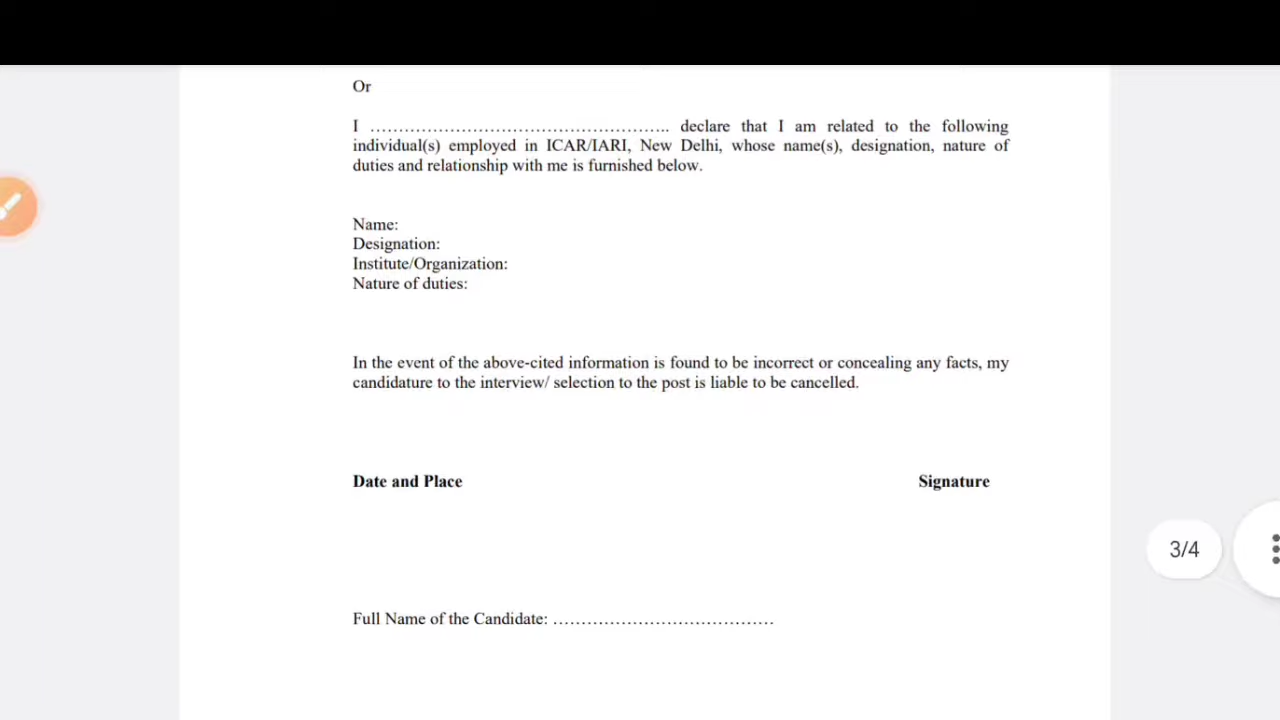 Or
I ………………………………………….. declare that I am related to the following
individual(s) employed in ICAR/IARI, New Delhi, whose name(s), designation, nature of
duties and relationship with me is furnished below.
Name:
Designation:
Institute/Organization:
Nature of duties:
In the event of the above-cited information is found to be incorrect or concealing any facts, my
candidature to the interview/ selection to the post is liable to be cancelled.
Date and Place Signature
3/4
Full Name of the Candidate: …………………………………